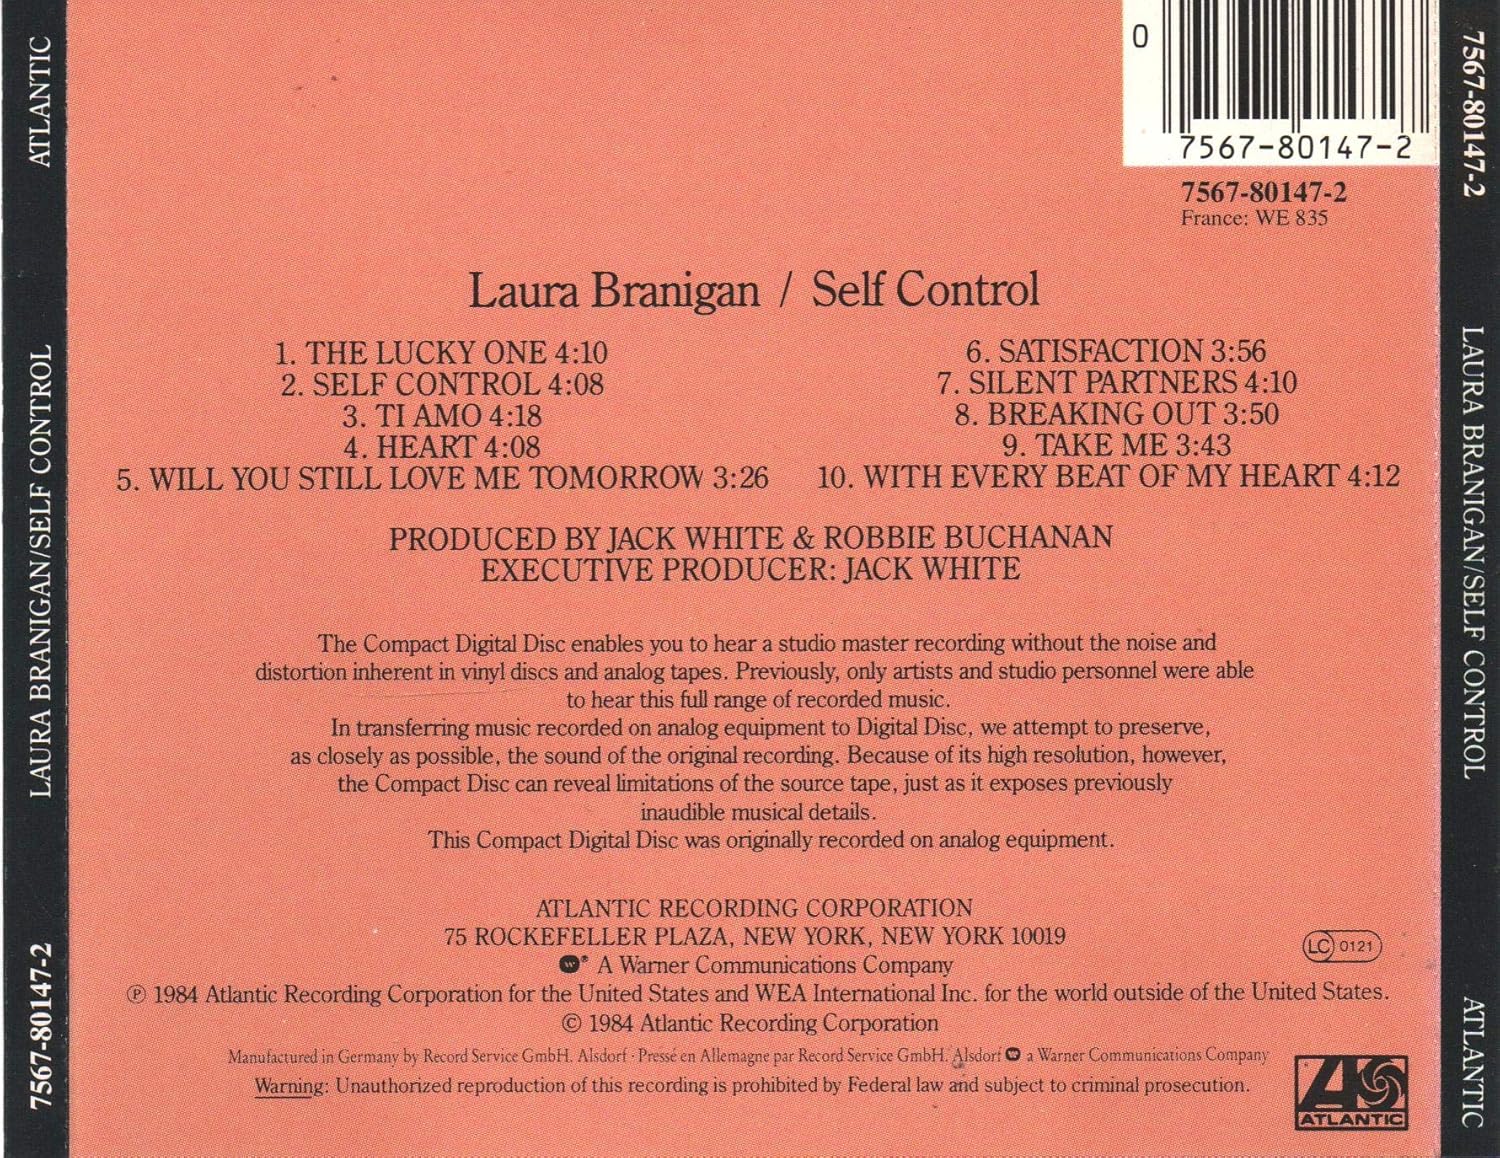 ATLANTIC
LAURA BRANIGAN/SELF CONTROL
7567-80147-2
0
7567-80147-2
7567-80147-2
France: WE 835
Laura Branigan / Self Control
1. THE LUCKY ONE 4:10
2. SELF CONTROL 4:08
3. TI AMO 4:18
4. HEART 4:08
5. WILL YOU STILL LOVE ME TOMORROW 3:26
6. SATISFACTION 3:56
7. SILENT PARTNERS 4:10
8. BREAKING OUT 3:50
9. TAKE ME 3:43
10. WITH EVERY BEAT OF MY HEART 4:12
PRODUCED BY JACK WHITE & ROBBIE BUCHANAN
EXECUTIVE PRODUCER: JACK WHITE
The Compact Digital Disc enables you to hear a studio master recording without the noise and
distortion inherent in vinyl discs and analog tapes. Previously, only artists and studio personnel were able
to hear this full range of recorded music.
In transferring music recorded on analog equipment to Digital Disc, we attempt to preserve,
as closely as possible, the sound of the original recording. Because of its high resolution, however,
the Compact Disc can reveal limitations of the source tape, just as it exposes previously
inaudible musical details.
This Compact Digital Disc was originally recorded on analog equipment.
ATLANTIC RECORDING CORPORATION
75 ROCKEFELLER PLAZA, NEW YORK, NEW YORK 10019
® A Warner Communications Company
℗ 1984 Atlantic Recording Corporation for the United States and WEA International Inc. for the world outside of the United States.
© 1984 Atlantic Recording Corporation
Manufactured in Germany by Record Service GmbH. Alsdorf · Pressé en Allemagne par Record Service GmbH. Alsdorf a Warner Communications Company
Warning: Unauthorized reproduction of this recording is prohibited by Federal law and subject to criminal prosecution.
LC 0121
ATLANTIC
7567-80147-2
LAURA BRANIGAN/SELF CONTROL
ATLANTIC